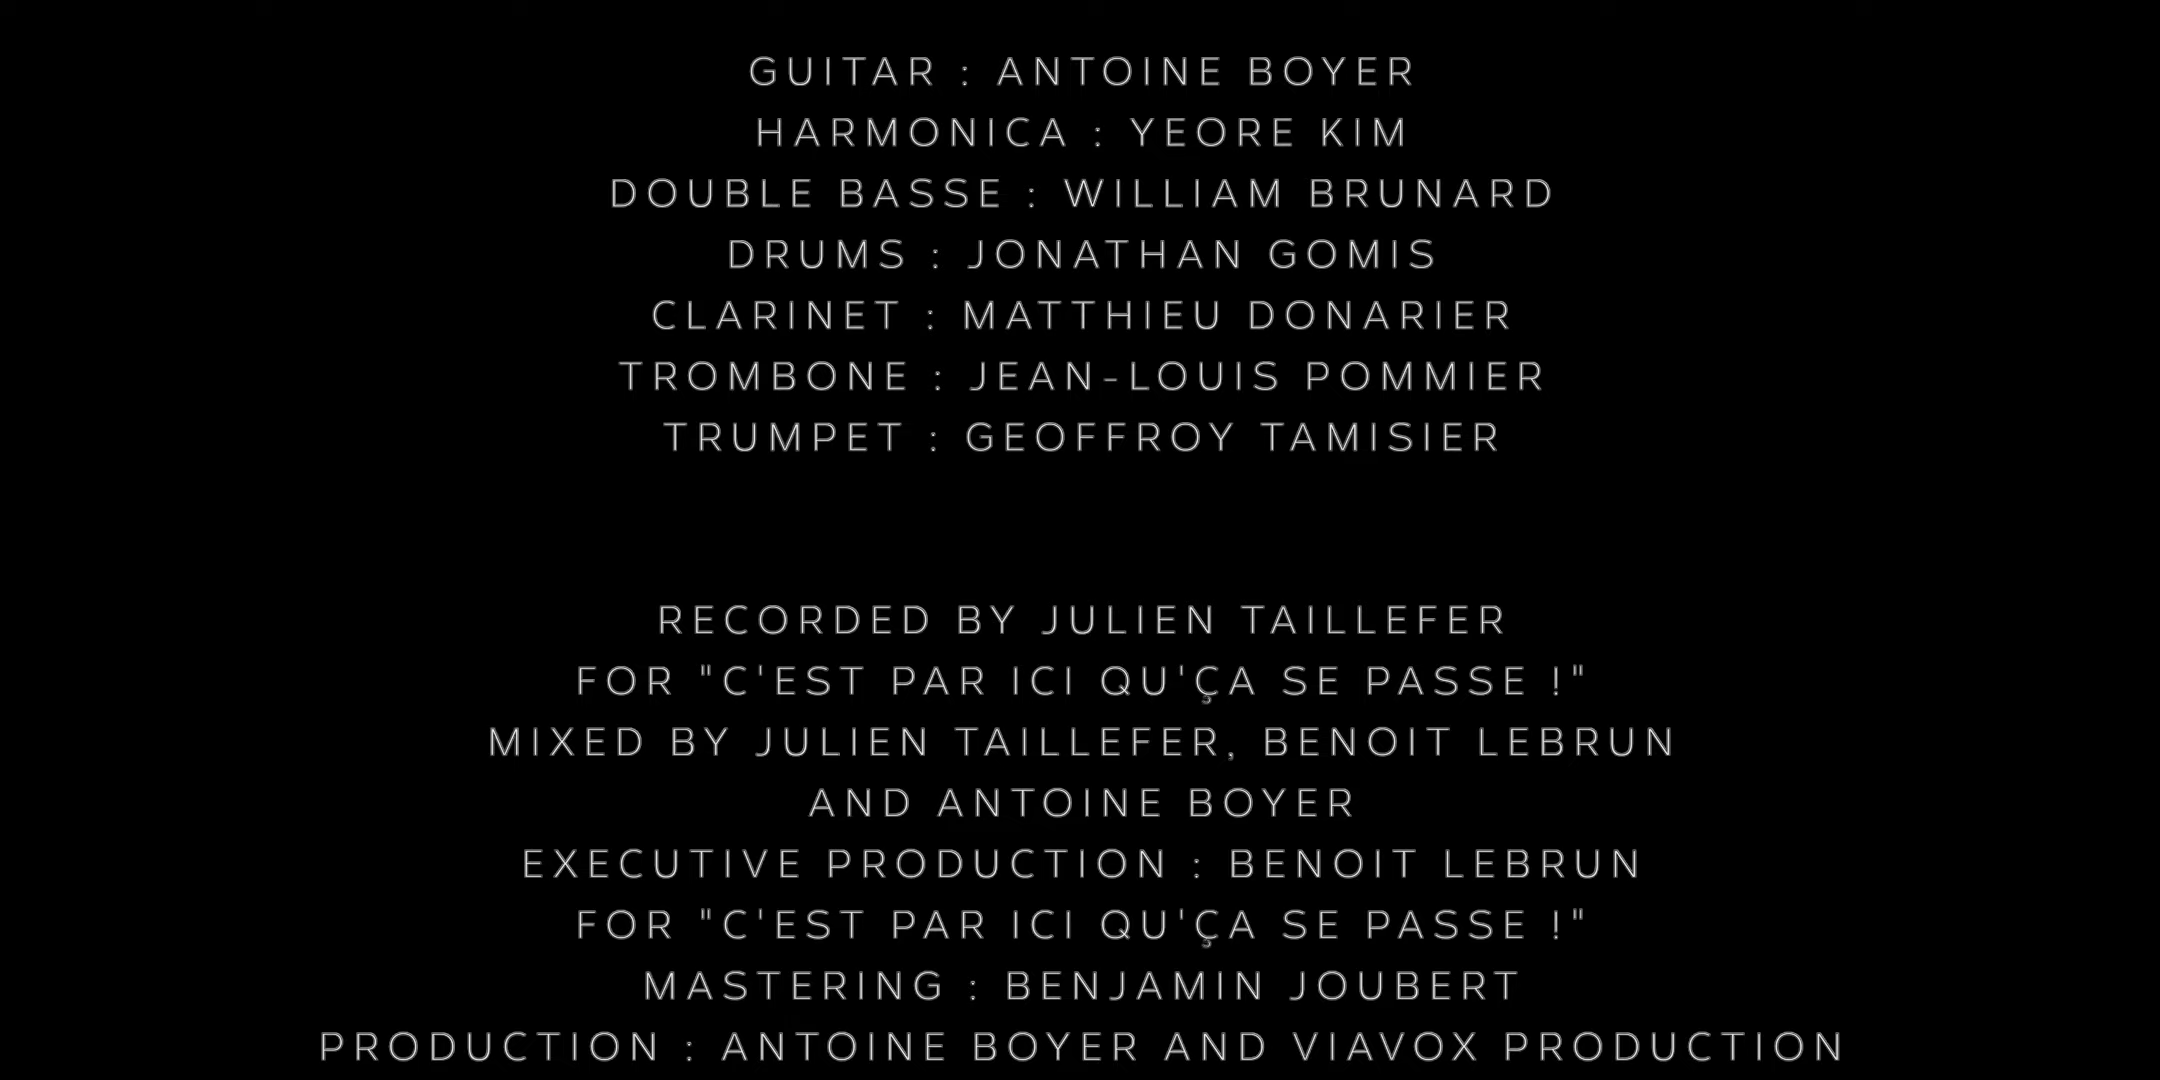 GUITAR : ANTOINE BOYER
HARMONICA : YEORE KIM
DOUBLE BASSE : WILLIAM BRUNARD
DRUMS : JONATHAN GOMIS
CLARINET : MATTHIEU DONARIER
TROMBONE : JEAN-LOUIS POMMIER
TRUMPET : GEOFFROY TAMISIER
RECORDED BY JULIEN TAILLEFER
FOR "C'EST PAR ICI QU'ÇA SE PASSE !"
MIXED BY JULIEN TAILLEFER, BENOIT LEBRUN
AND ANTOINE BOYER
EXECUTIVE PRODUCTION : BENOIT LEBRUN
FOR "C'EST PAR ICI QU'ÇA SE PASSE !"
MASTERING : BENJAMIN JOUBERT
PRODUCTION : ANTOINE BOYER AND VIAVOX PRODUCTION